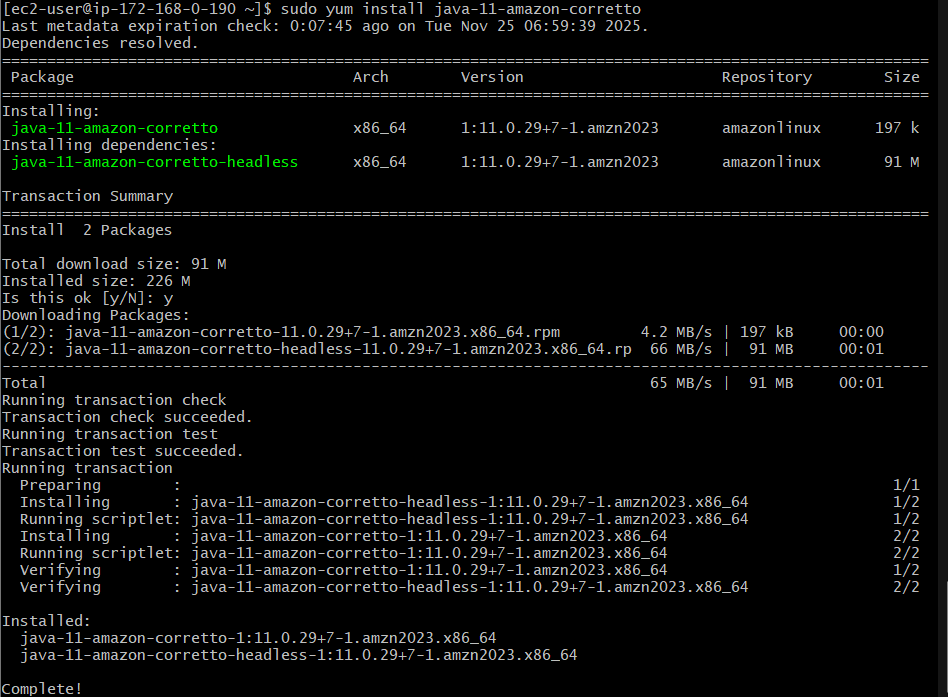 [ec2-user@ip-172-168-0-190 ~]$ sudo yum install java-11-amazon-corretto
Last metadata expiration check: 0:07:45 ago on Tue Nov 25 06:59:39 2025.
Dependencies resolved.
=======================================================================================================
 Package                               Arch        Version                      Repository        Size
=======================================================================================================
Installing:
 java-11-amazon-corretto               x86_64      1:11.0.29+7-1.amzn2023       amazonlinux      197 k
Installing dependencies:
 java-11-amazon-corretto-headless      x86_64      1:11.0.29+7-1.amzn2023       amazonlinux       91 M

Transaction Summary
=======================================================================================================
Install  2 Packages

Total download size: 91 M
Installed size: 226 M
Is this ok [y/N]: y
Downloading Packages:
(1/2): java-11-amazon-corretto-11.0.29+7-1.amzn2023.x86_64.rpm         4.2 MB/s | 197 kB     00:00
(2/2): java-11-amazon-corretto-headless-11.0.29+7-1.amzn2023.x86_64.rp  66 MB/s |  91 MB     00:01
-------------------------------------------------------------------------------------------------------
Total                                                                   65 MB/s |  91 MB     00:01
Running transaction check
Transaction check succeeded.
Running transaction test
Transaction test succeeded.
Running transaction
  Preparing        :                                                                               1/1
  Installing       : java-11-amazon-corretto-headless-1:11.0.29+7-1.amzn2023.x86_64                1/2
  Running scriptlet: java-11-amazon-corretto-headless-1:11.0.29+7-1.amzn2023.x86_64                1/2
  Installing       : java-11-amazon-corretto-1:11.0.29+7-1.amzn2023.x86_64                         2/2
  Running scriptlet: java-11-amazon-corretto-1:11.0.29+7-1.amzn2023.x86_64                         2/2
  Verifying        : java-11-amazon-corretto-1:11.0.29+7-1.amzn2023.x86_64                         1/2
  Verifying        : java-11-amazon-corretto-headless-1:11.0.29+7-1.amzn2023.x86_64                2/2

Installed:
  java-11-amazon-corretto-1:11.0.29+7-1.amzn2023.x86_64
  java-11-amazon-corretto-headless-1:11.0.29+7-1.amzn2023.x86_64

Complete!